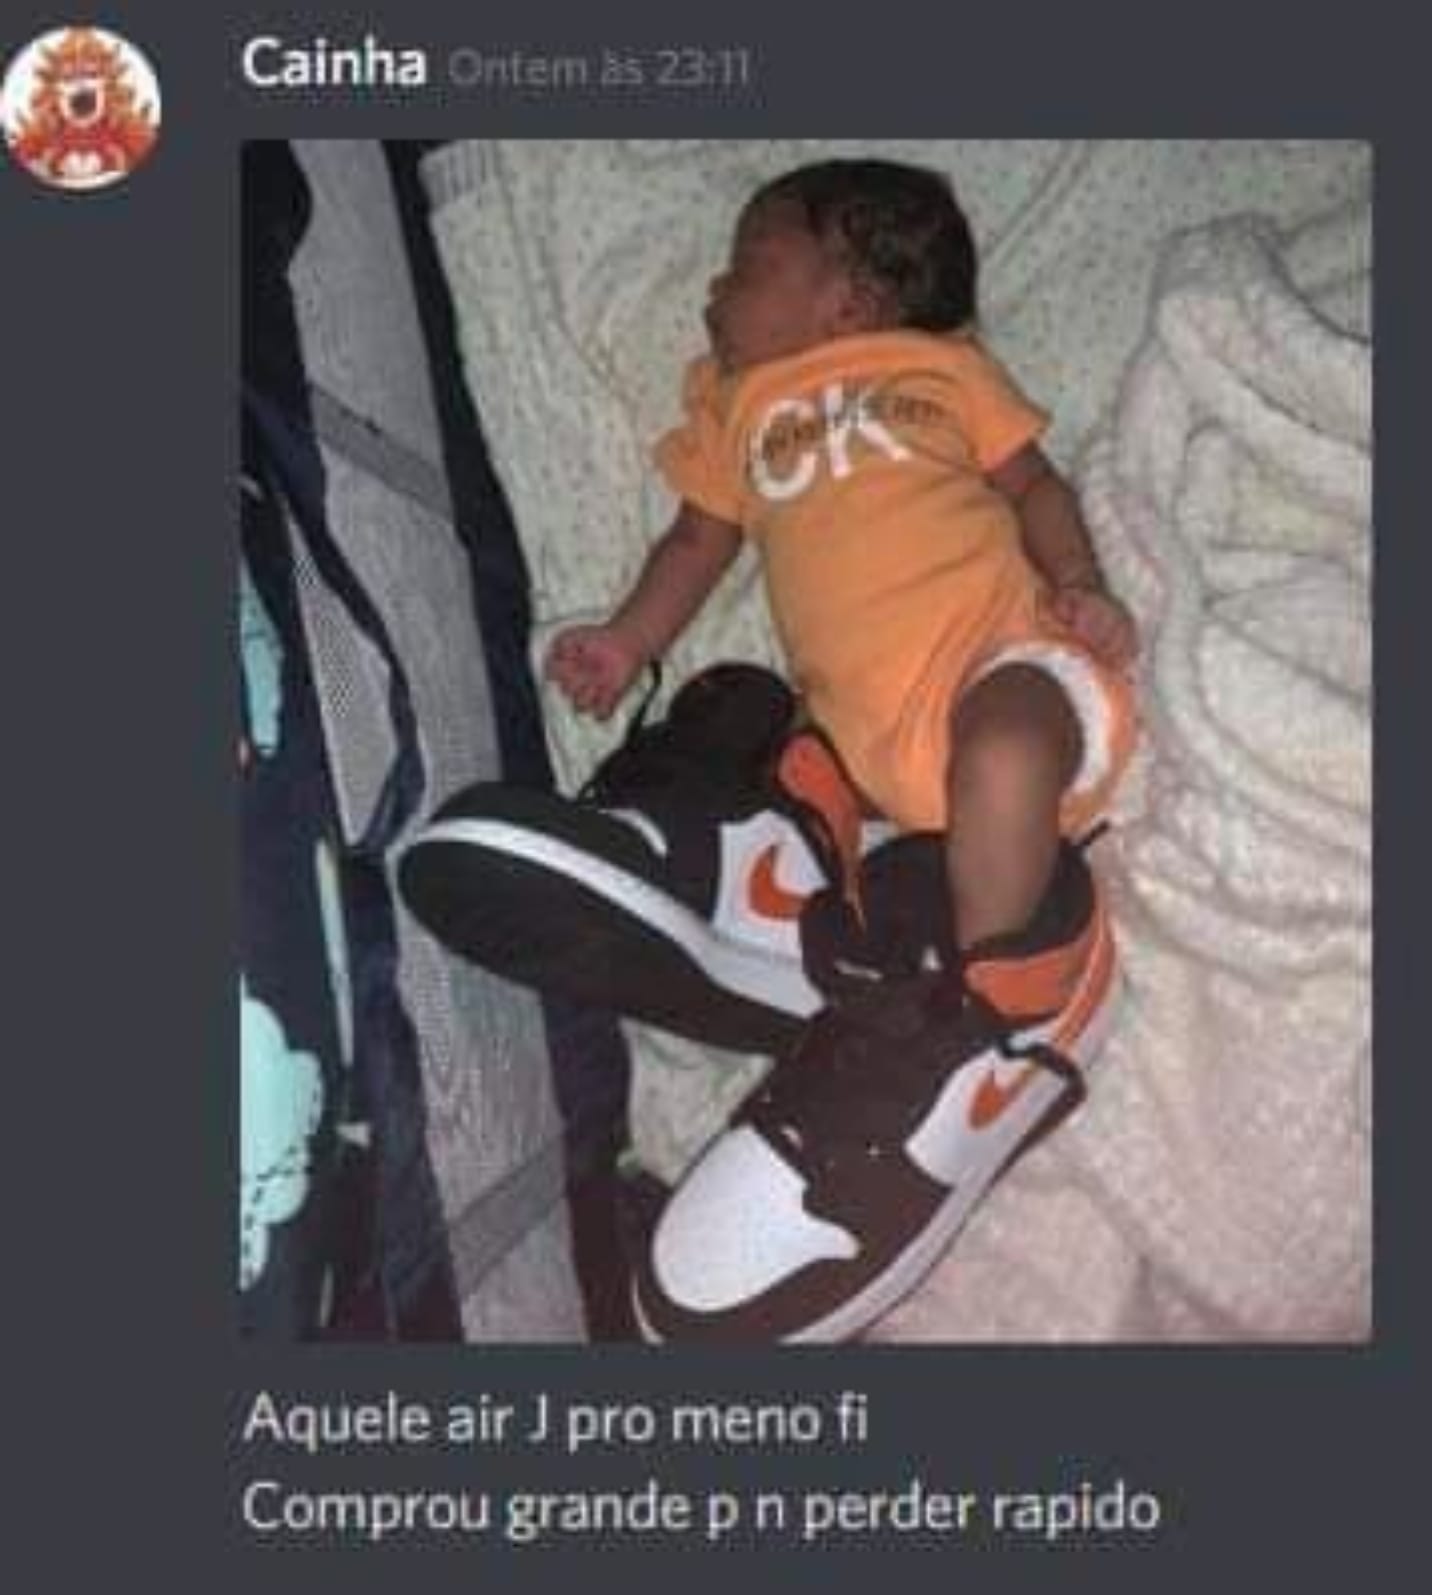 Cainha Ontem às 23:11
CK
Aquele air J pro meno fi
Comprou grande p n perder rapido